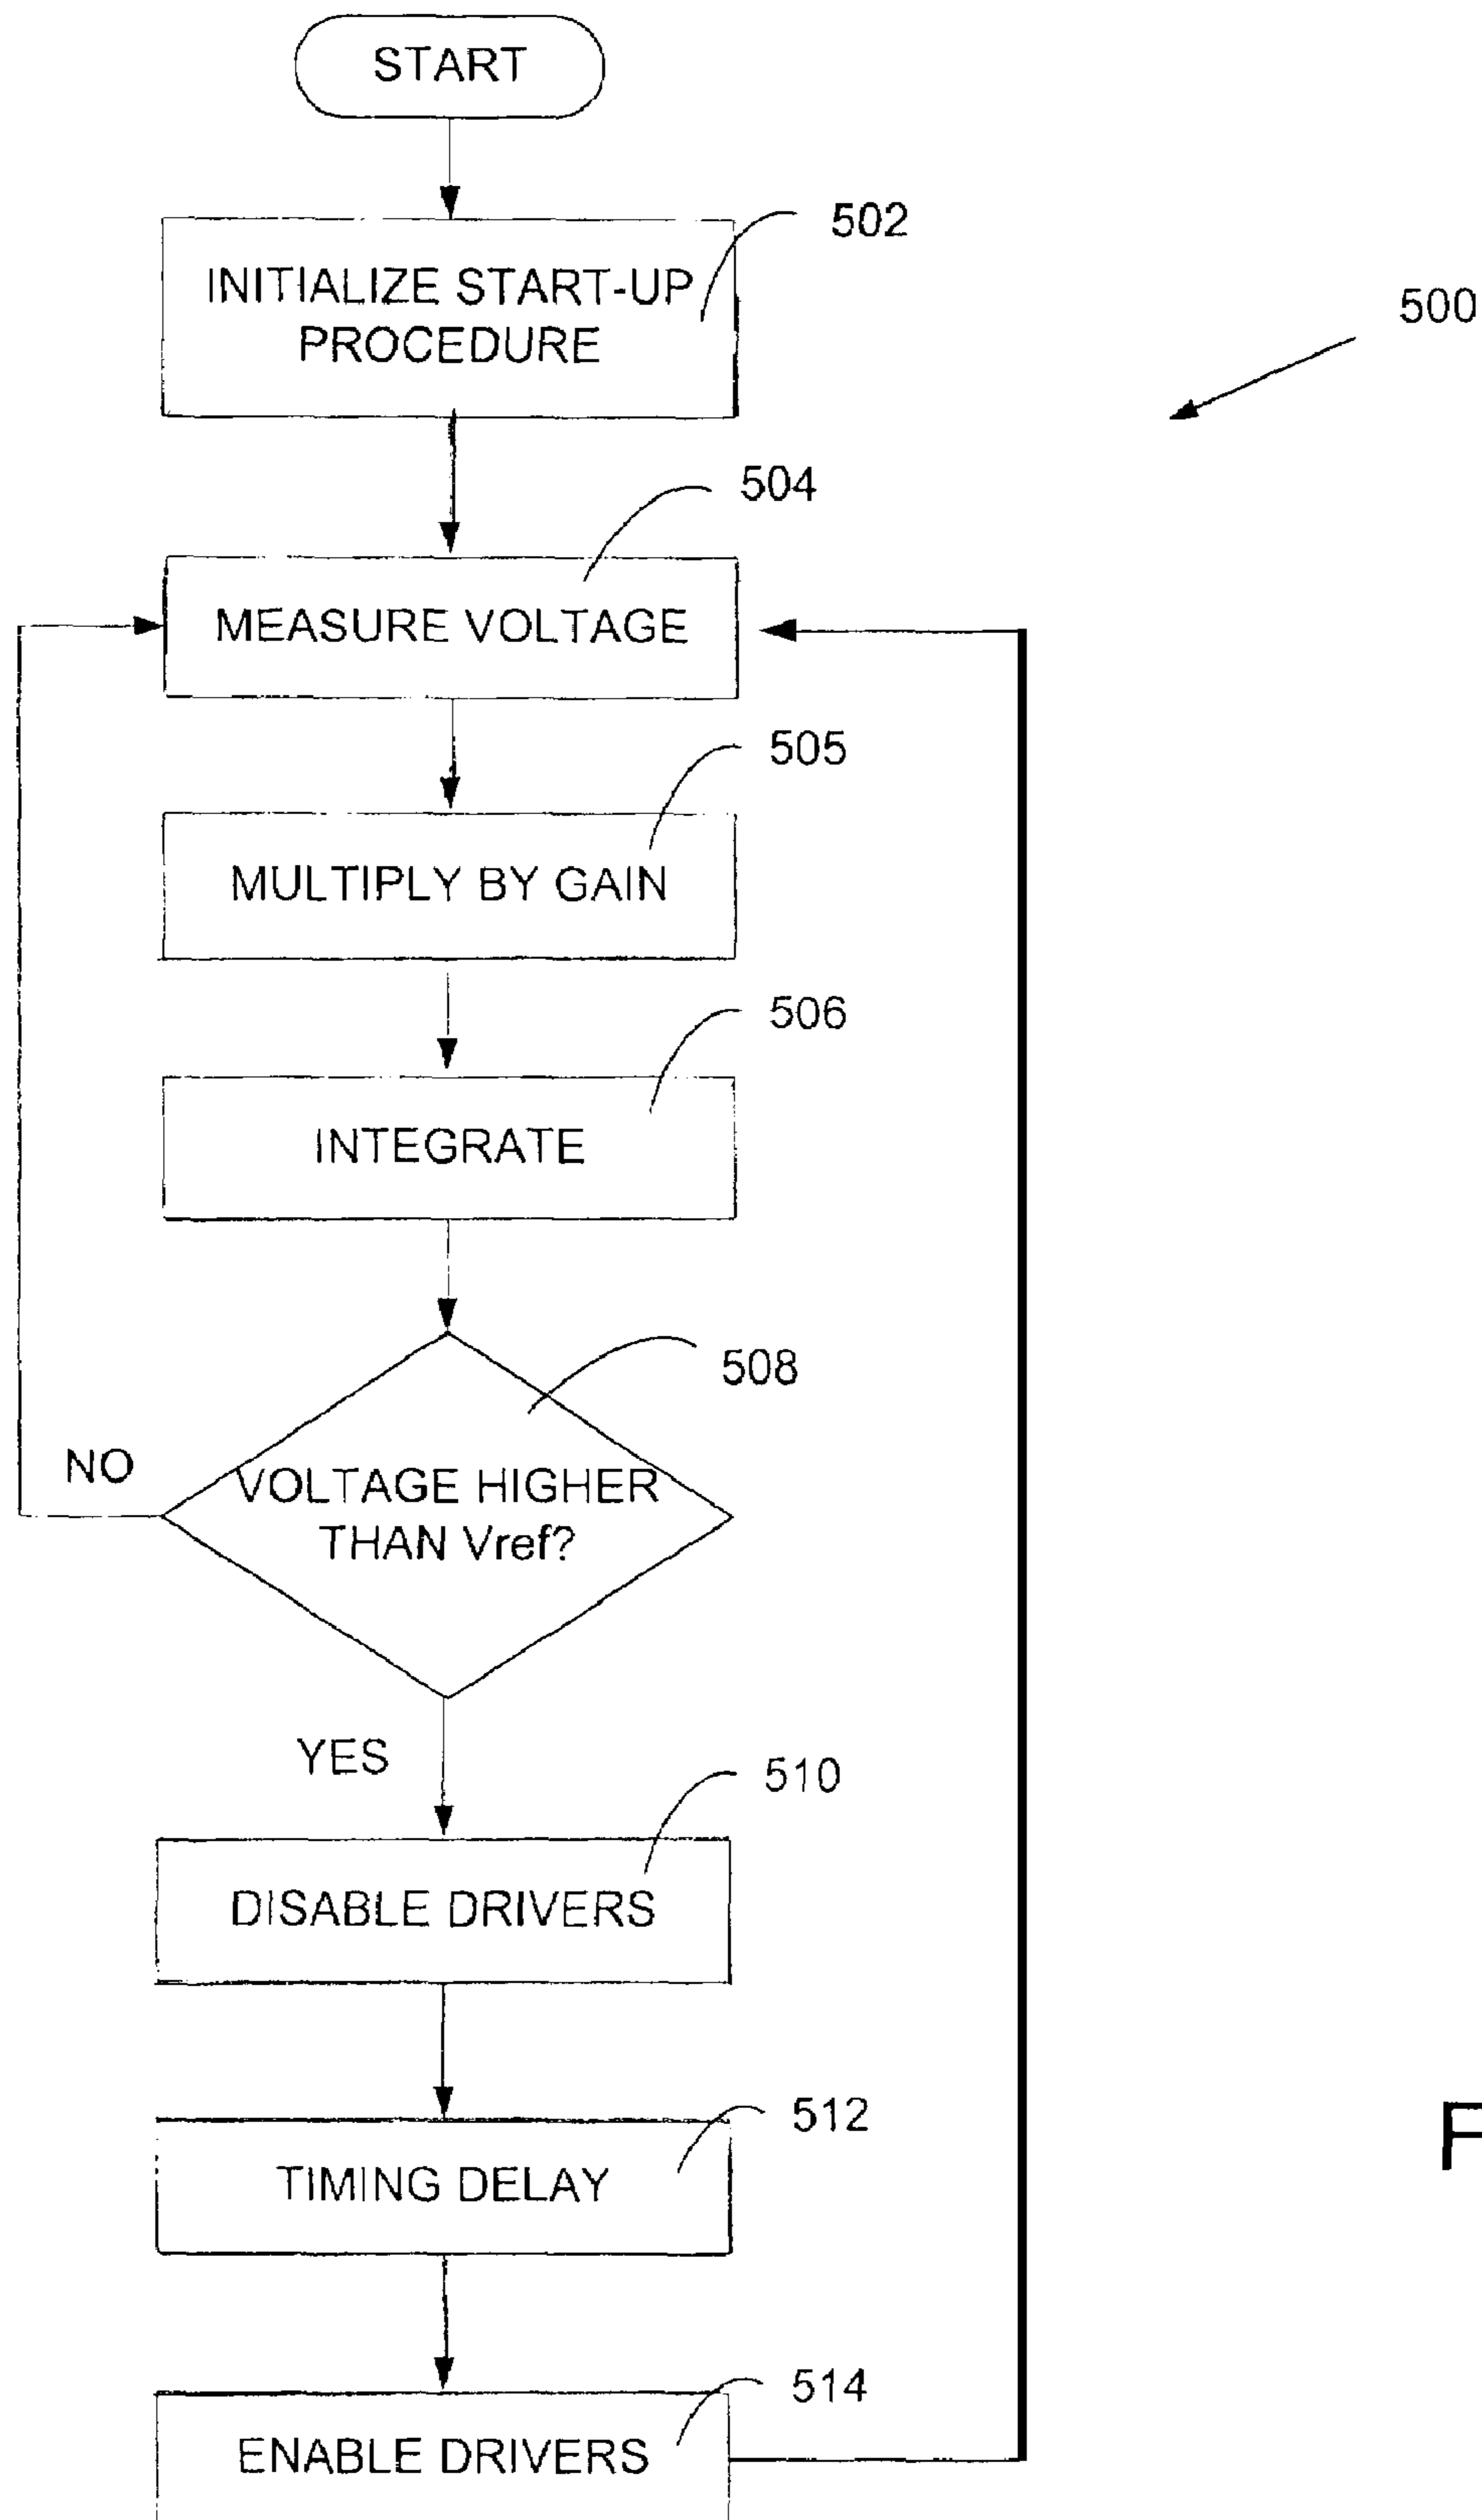 START
502
INITIALIZE START-UP
PROCEDURE
500
504
MEASURE VOLTAGE
505
MULTIPLY BY GAIN
506
INTEGRATE
508
NO
VOLTAGE HIGHER
THAN Vref?
YES
510
DISABLE DRIVERS
512
TIMING DELAY
514
ENABLE DRIVERS